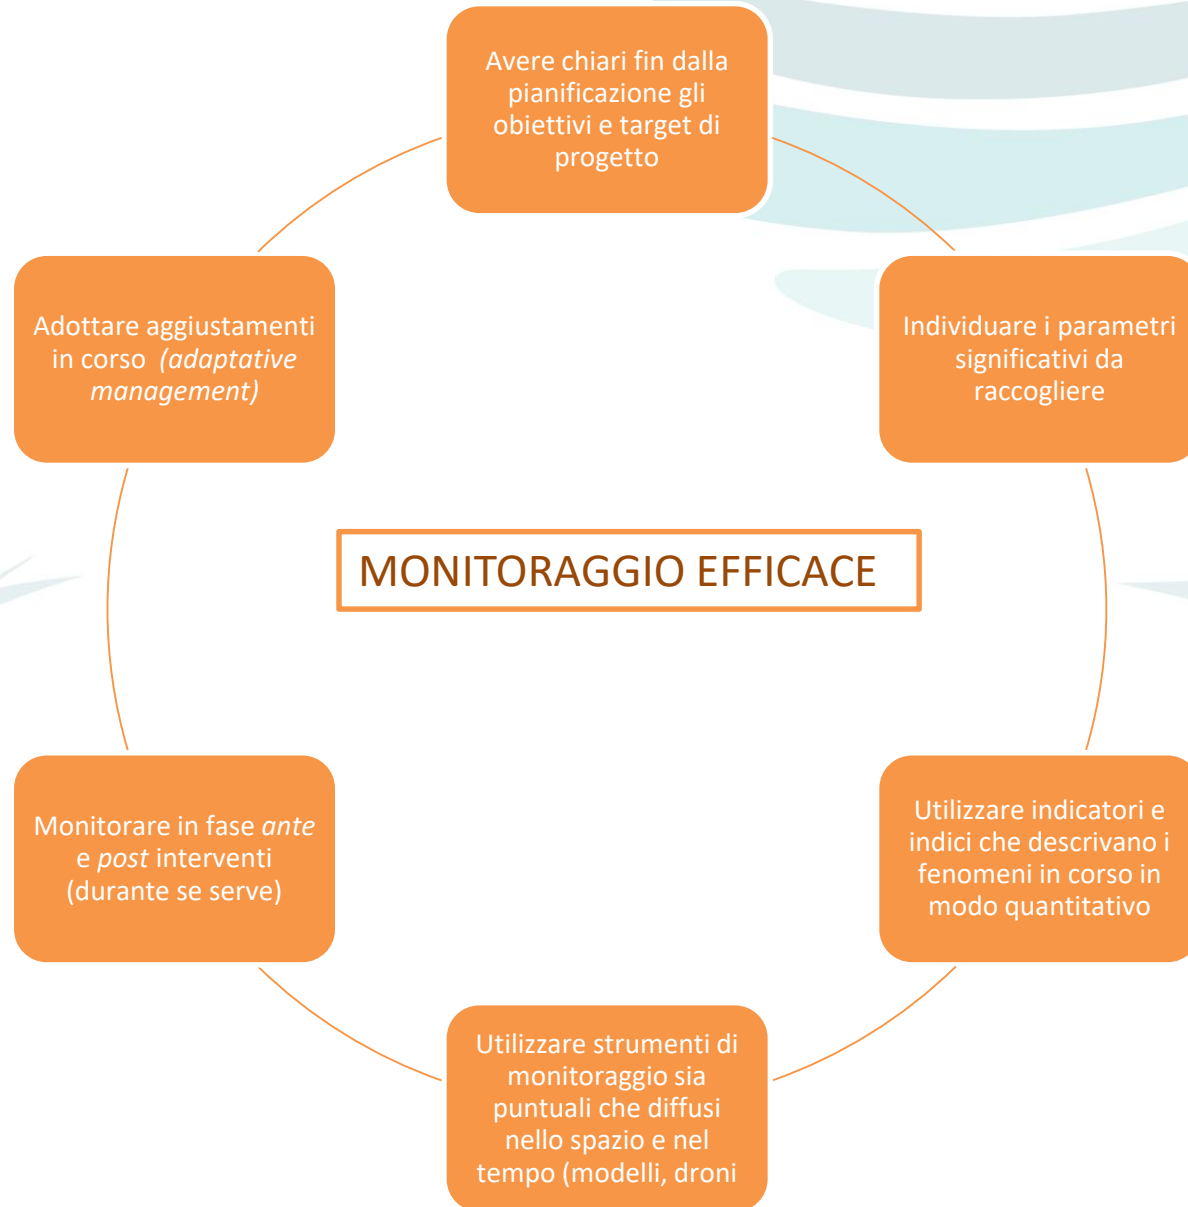 Avere chiari fin dalla
pianificazione gli
obiettivi e target di
progetto
Individuare i parametri
significativi da
raccogliere
Utilizzare indicatori e
indici che descrivano i
fenomeni in corso in
modo quantitativo
Utilizzare strumenti di
monitoraggio sia
puntuali che diffusi
nello spazio e nel
tempo (modelli, droni
Monitorare in fase ante
e post interventi
(durante se serve)
Adottare aggiustamenti
in corso (adaptative
management)
MONITORAGGIO EFFICACE